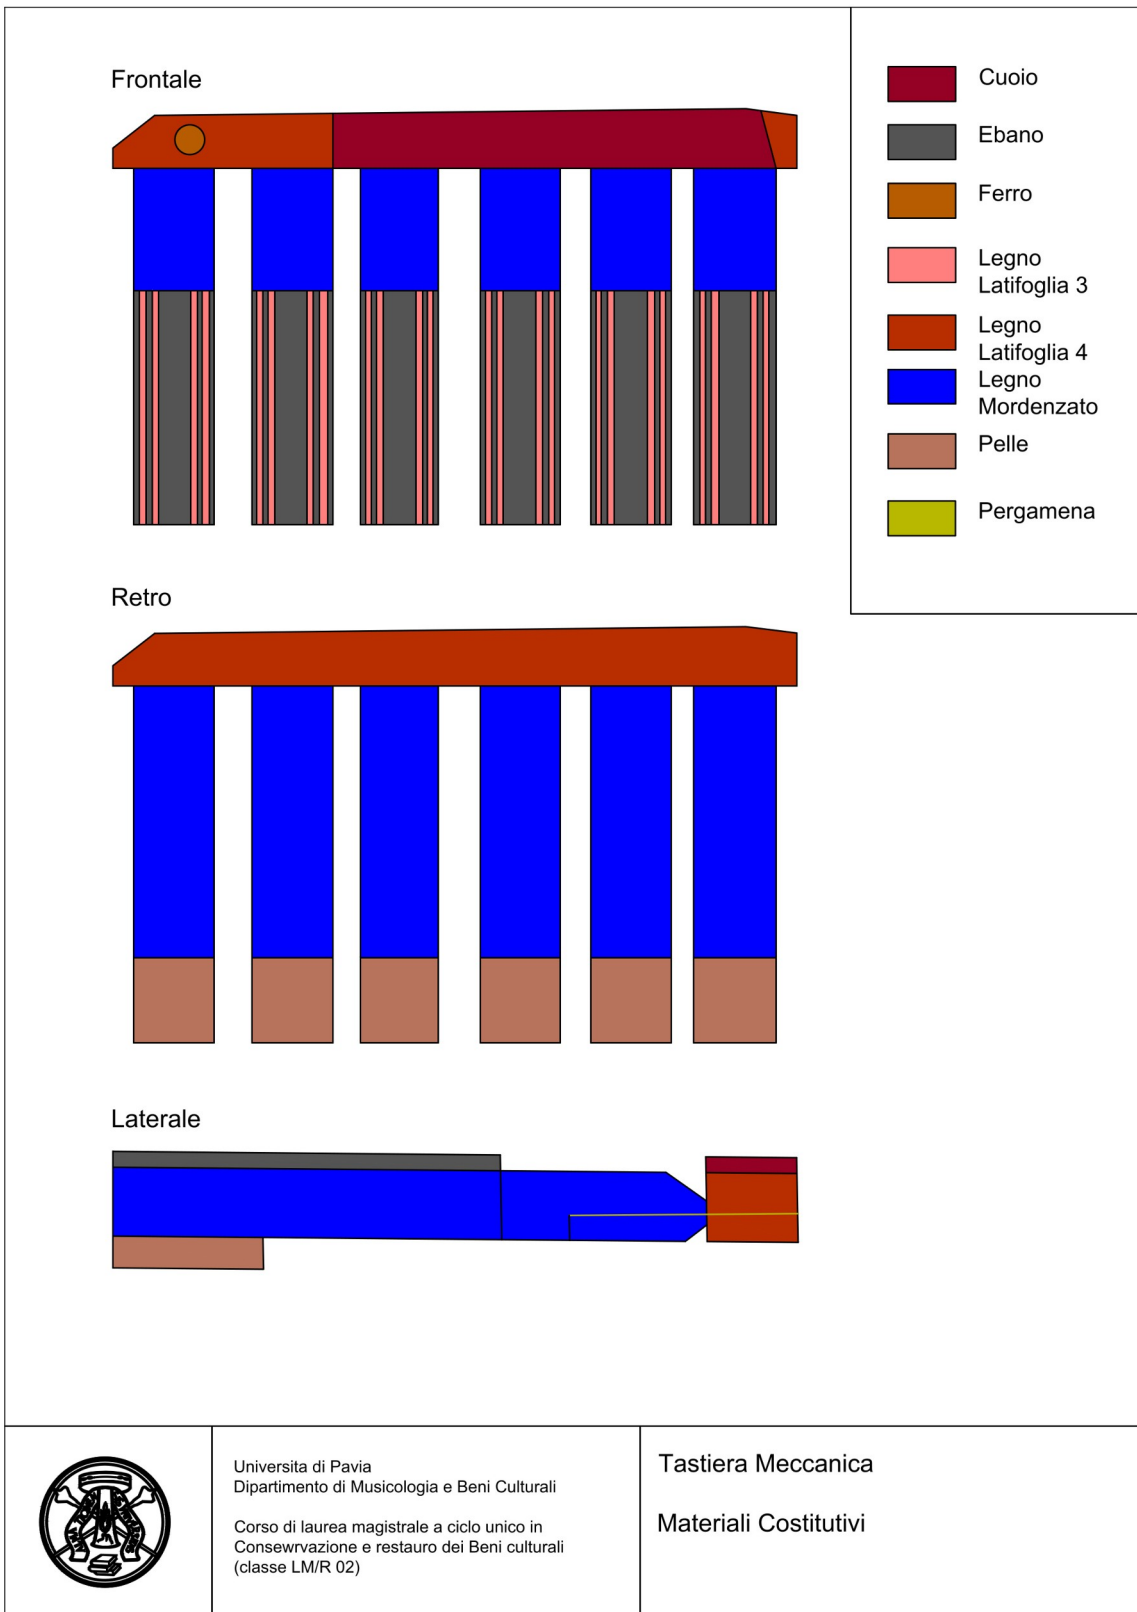 Frontale
Cuoio
Ebano
Ferro
Legno
Latifoglia 3
Legno
Latifoglia 4
Legno
Mordenzato
Pelle
Pergamena
Retro
Laterale
Universita di Pavia
Dipartimento di Musicologia e Beni Culturali
Corso di laurea magistrale a ciclo unico in
Consewrvazione e restauro dei Beni culturali
(classe LM/R 02)
Tastiera Meccanica
Materiali Costitutivi